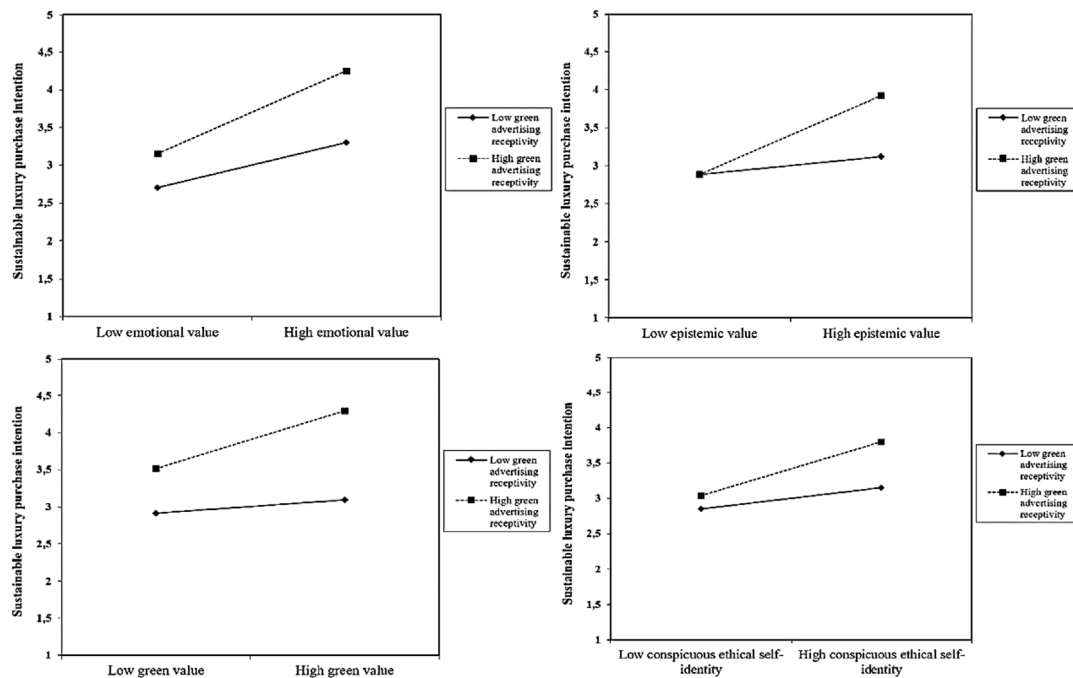 Sustainable luxury purchase intention
5
4,5
4
3,5
3
2,5
2
1,5
1
Low emotional value
High emotional value
Low green
advertising
receptivity
High green
advertising
receptivity
Sustainable luxury purchase intention
5
4,5
4
3,5
3
2,5
2
1,5
1
Low epistemic value
High epistemic value
Low green
advertising
receptivity
High green
advertising
receptivity
Sustainable luxury purchase intention
5
4,5
4
3,5
3
2,5
2
1,5
1
Low green value
High green value
Low green
advertising
receptivity
High green
advertising
receptivity
Sustainable luxury purchase intention
5
4,5
4
3,5
3
2,5
2
1,5
1
Low conspicuous ethical self-
identity
High conspicuous ethical self-
identity
Low green
advertising
receptivity
High green
advertising
receptivity